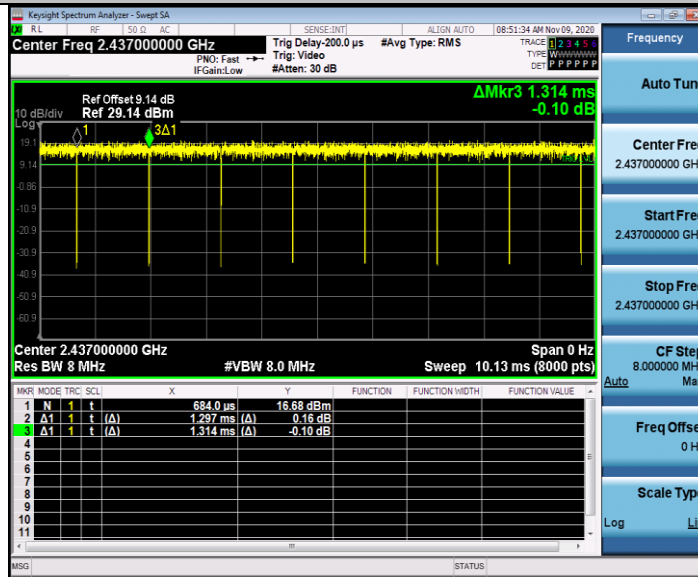 Keysight Spectrum Analyzer - Swept SA
RL RF 50 Ω AC SENSE:INT ALIGN AUTO 08:51:34 AM Nov 09, 2020
Center Freq 2.437000000 GHz
PNO: Fast
IFGain:Low
Trig Delay-200.0 µs
Trig: Video
#Atten: 30 dB
#Avg Type: RMS
TRACE 1 2 3 4 5 6
TYPE W
DET P P P P P P
Frequency
ΔMkr3 1.314 ms
-0.10 dB
Ref Offset 9.14 dB
10 dB/div Ref 29.14 dBm
Log
1
3Δ1
19.1
9.14
-0.86
-10.9
-20.9
-30.9
-40.9
-50.9
-60.9
Center 2.437000000 GHz Span 0 Hz
Res BW 8 MHz #VBW 8.0 MHz Sweep 10.13 ms (8000 pts)
MKR MODE TRC SCL X Y FUNCTION FUNCTION WIDTH FUNCTION VALUE
1 N 1 t 684.0 µs 16.68 dBm
2 Δ1 1 t (Δ) 1.297 ms (Δ) 0.16 dB
3 Δ1 1 t (Δ) 1.314 ms (Δ) -0.10 dB
4
5
6
7
8
9
10
11
MSG STATUS
Auto Tun
Center Fre
2.437000000 GH
Start Fre
2.437000000 GH
Stop Fre
2.437000000 GH
CF Ste
8.000000 MH
Auto Ma
Freq Offse
0 H
Scale Typ
Log Li